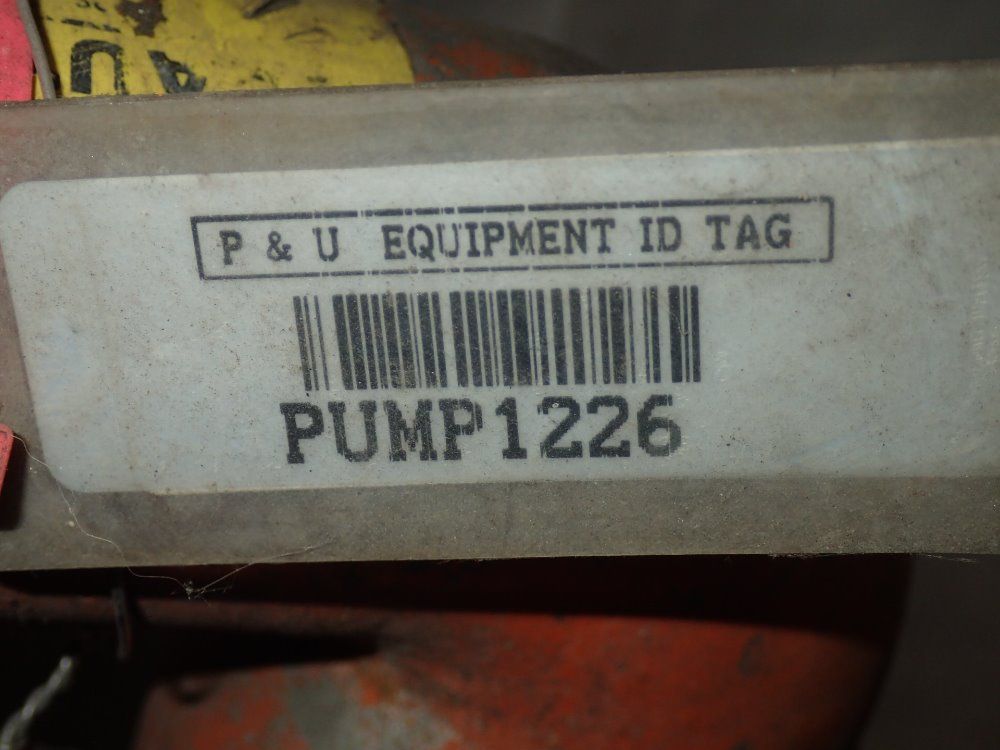 P & U EQUIPMENT ID TAG
PUMP1226